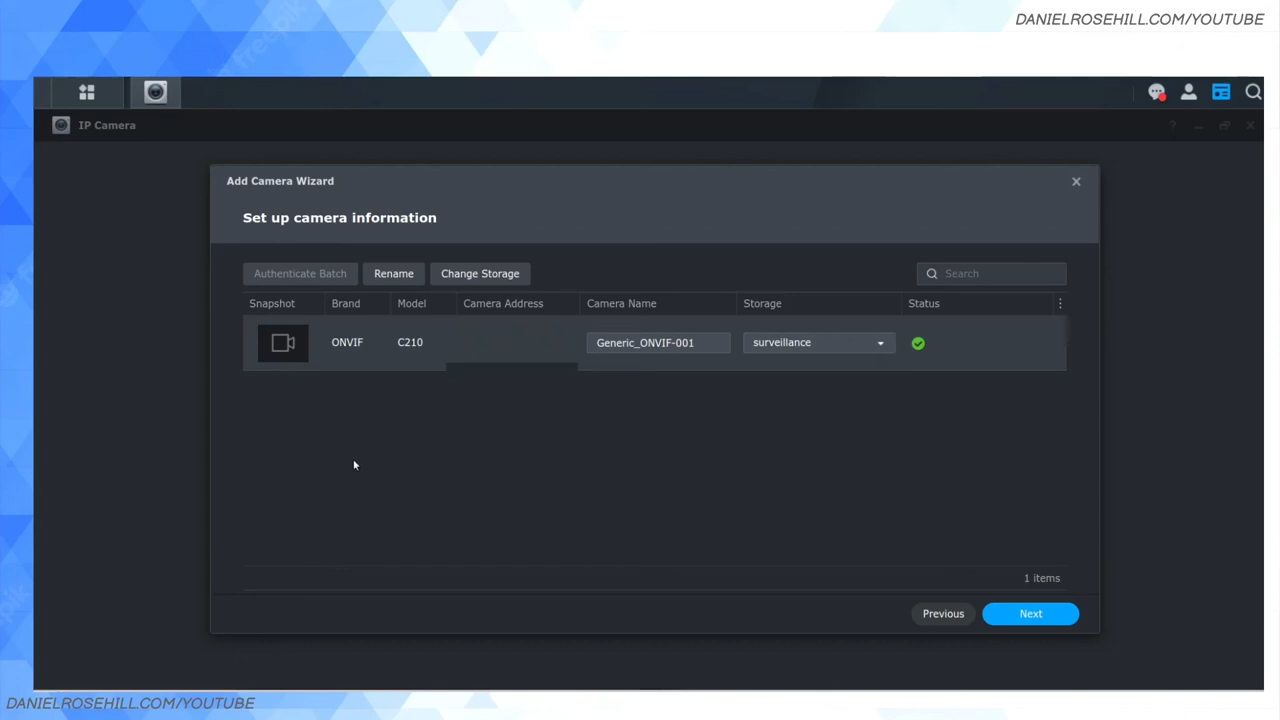 DANIELROSEHILL.COM/YOUTUBE
IP Camera
?
Add Camera Wizard
Set up camera information
Authenticate Batch Rename Change Storage Search
Snapshot Brand Model Camera Address Camera Name Storage Status
ONVIF C210 Generic_ONVIF-001 surveillance
1 items
Previous Next
DANIELROSEHILL.COM/YOUTUBE